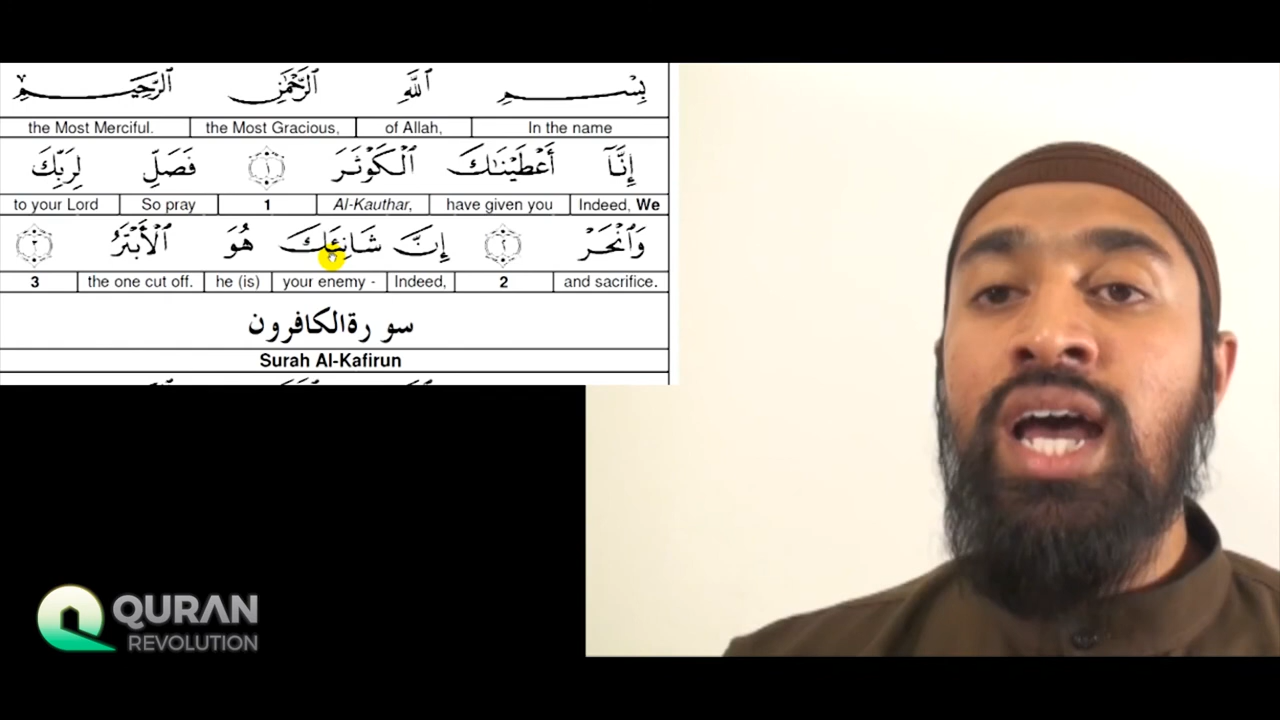 بِسْمِ ٱللَّهِ ٱلرَّحْمَٰنِ ٱلرَّحِيمِ
In the name of Allah, the Most Gracious, the Most Merciful.
إِنَّآ أَعْطَيْنَٰكَ ٱلْكَوْثَرَ ١ فَصَلِّ لِرَبِّكَ
Indeed, We have given you Al-Kauthar, 1 So pray to your Lord
وَٱنْحَرْ ٢ إِنَّ شَانِئَكَ هُوَ ٱلْأَبْتَرُ ٣
and sacrifice. 2 Indeed, your enemy - he (is) the one cut off. 3
سو رةالكافرون
Surah Al-Kafirun
QURAN
REVOLUTION